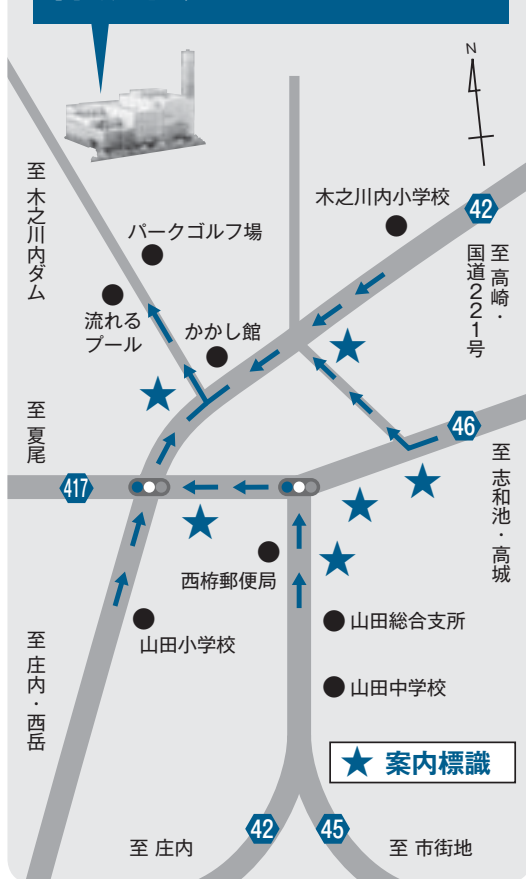 N
木之川内小学校
42
至 木之川内ダム
パークゴルフ場
至 高崎・
国道221号
流れる
プール
かかし館
至 夏尾
46
417
至 志和池・高城
西栫郵便局
山田総合支所
山田小学校
至 庄内・西岳
山田中学校
★ 案内標識
42
45
至 庄内
至 市街地